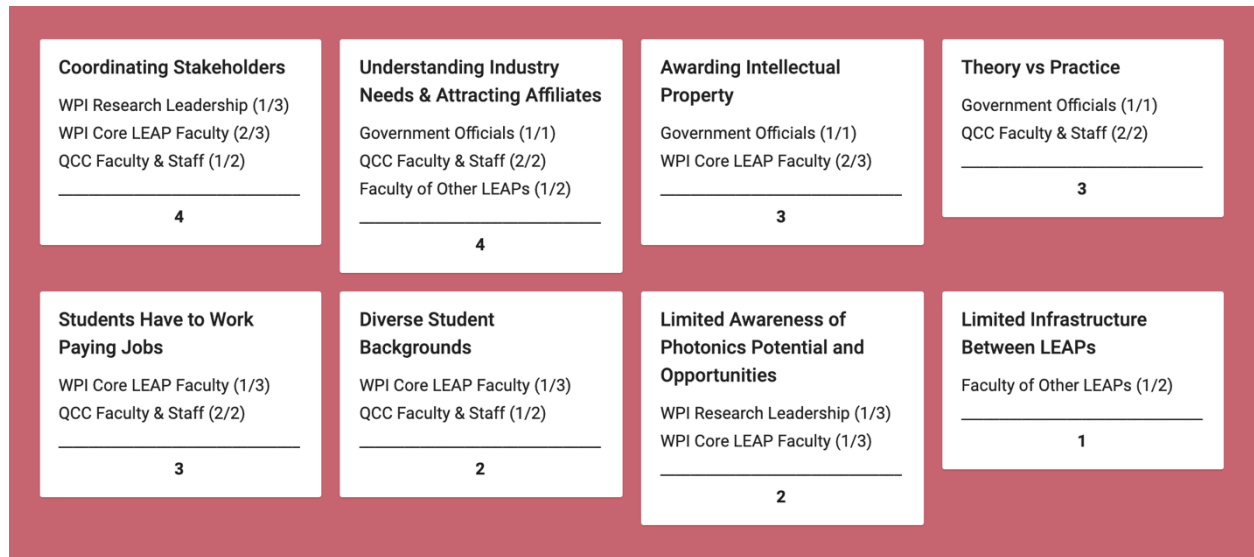 Coordinating Stakeholders
WPI Research Leadership (1/3)
WPI Core LEAP Faculty (2/3)
QCC Faculty & Staff (1/2)
4
Understanding Industry
Needs & Attracting Affiliates
Government Officials (1/1)
QCC Faculty & Staff (2/2)
Faculty of Other LEAPs (1/2)
4
Awarding Intellectual
Property
Government Officials (1/1)
WPI Core LEAP Faculty (2/3)
3
Theory vs Practice
Government Officials (1/1)
QCC Faculty & Staff (2/2)
3
Students Have to Work
Paying Jobs
WPI Core LEAP Faculty (1/3)
QCC Faculty & Staff (2/2)
3
Diverse Student
Backgrounds
WPI Core LEAP Faculty (1/3)
QCC Faculty & Staff (1/2)
2
Limited Awareness of
Photonics Potential and
Opportunities
WPI Research Leadership (1/3)
WPI Core LEAP Faculty (1/3)
2
Limited Infrastructure
Between LEAPs
Faculty of Other LEAPs (1/2)
1